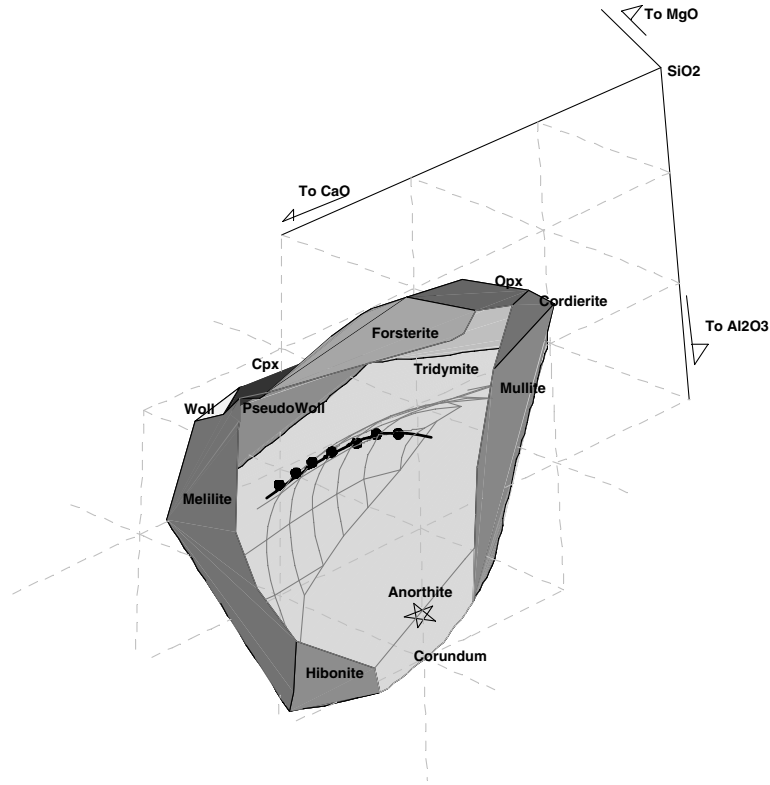 To MgO
SiO2
To CaO
Opx
Cordierite
To Al2O3
Forsterite
Cpx
Tridymite
Mullite
Woll
PseudoWoll
Melilite
Anorthite
Corundum
Hibonite